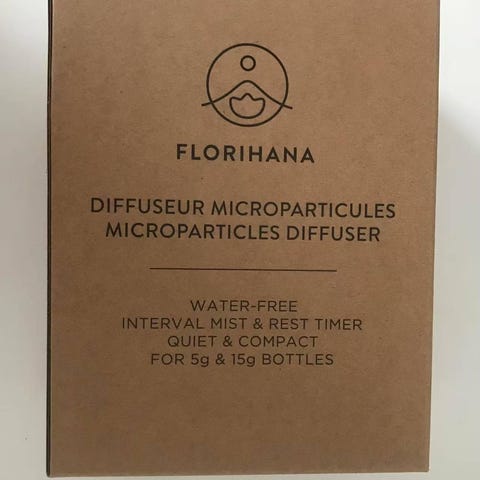 FLORIHANA
DIFFUSEUR MICROPARTICULES
MICROPARTICLES DIFFUSER
WATER-FREE
INTERVAL MIST & REST TIMER
QUIET & COMPACT
FOR 5g & 15g BOTTLES